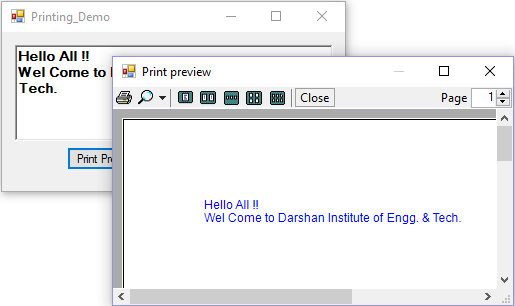 Printing_Demo
Hello All !!
Wel Come to
Tech.
Print Pre
Print preview
Close
Page 1
Hello All !!
Wel Come to Darshan Institute of Engg. & Tech.